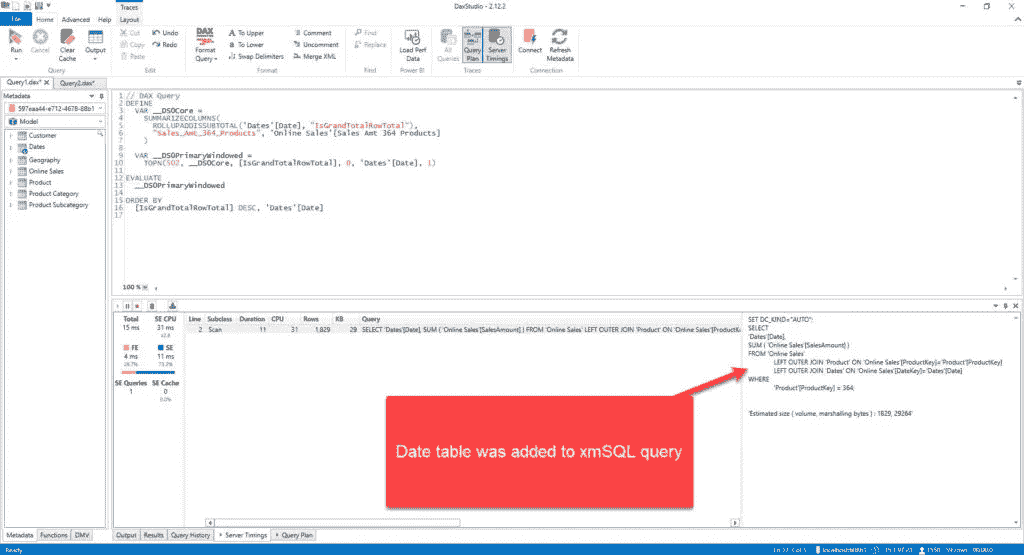 Traces
DaxStudio - 2.12.2
File Home Advanced Help Layout
Run
Cancel
Clear Cache
Output
Query
Cut
Copy
Paste
Undo
Redo
Edit
DAX
Format Query
To Upper
To Lower
Swap Delimiters
Comment
Uncomment
Merge XML
Format
Find
Replace
Find
Load Perf Data
Power BI
All Queries
Query Plan
Server Timings
Traces
Connect
Refresh Metadata
Connection
Query1.dax* Query2.dax*
Metadata
597eaa44-e712-4678-88b1
Model
Customer
Dates
Geography
Online Sales
Product
Product Category
Product Subcategory
1 // DAX Query
2 DEFINE
3 VAR __DS0Core =
4 SUMMARIZECOLUMNS(
5 ROLLUPADDISSUBTOTAL('Dates'[Date], "IsGrandTotalRowTotal"),
6 "Sales_Amt_364_Products", 'Online Sales'[Sales Amt 364 Products]
7 )
8
9 VAR __DS0PrimaryWindowed =
10 TOPN(502, __DS0Core, [IsGrandTotalRowTotal], 0, 'Dates'[Date], 1)
11
12 EVALUATE
13 __DS0PrimaryWindowed
14
15 ORDER BY
16 [IsGrandTotalRowTotal] DESC, 'Dates'[Date]
17
100 %
Total SE CPU
15 ms 31 ms
x2.8
FE SE
4 ms 11 ms
26.7% 73.3%
SE Queries SE Cache
1 0
0.0%
Line Subclass Duration CPU Rows KB Query
2 Scan 11 31 1,829 29 SELECT 'Dates'[Date], SUM ( 'Online Sales'[SalesAmount] ) FROM 'Online Sales' LEFT OUTER JOIN 'Product' ON 'Online Sales'[ProductKe
SET DC_KIND="AUTO";
SELECT
'Dates'[Date],
SUM ( 'Online Sales'[SalesAmount] )
FROM 'Online Sales'
LEFT OUTER JOIN 'Product' ON 'Online Sales'[ProductKey]='Product'[ProductKey]
LEFT OUTER JOIN 'Dates' ON 'Online Sales'[DateKey]='Dates'[Date]
WHERE
'Product'[ProductKey] = 364;
'Estimated size ( volume, marshalling bytes ) : 1829, 29264'
Date table was added to xmSQL query
Metadata Functions DMV
Output Results Query History Server Timings Query Plan
Ready